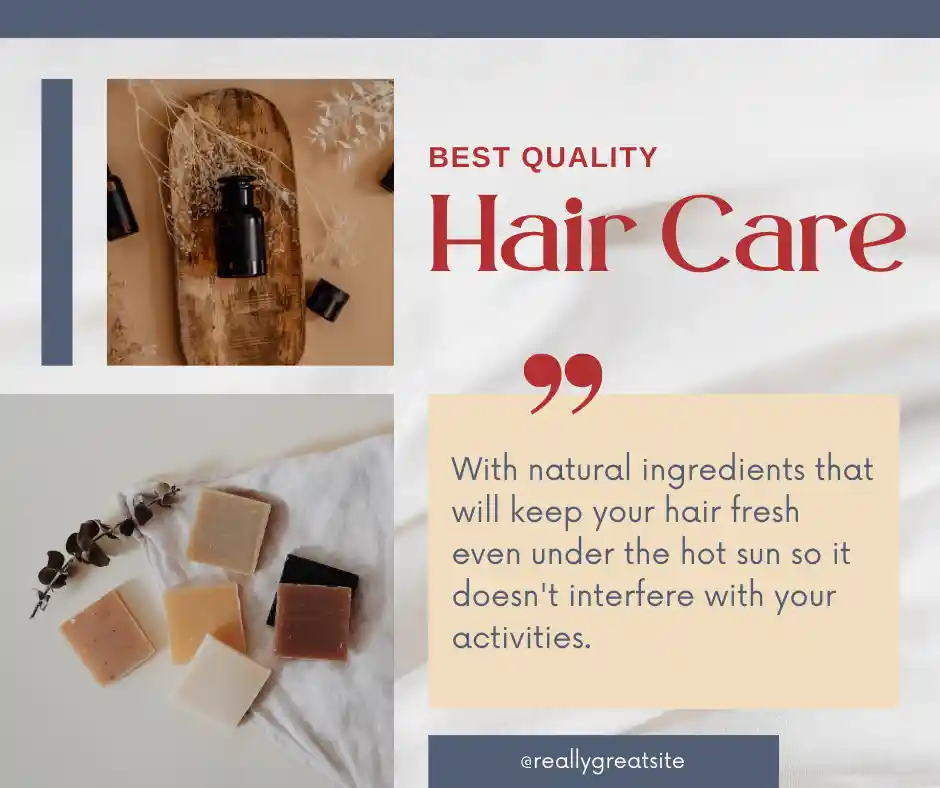 BEST QUALITY
Hair Care
”
With natural ingredients that
will keep your hair fresh
even under the hot sun so it
doesn't interfere with your
activities.
@reallygreatsite